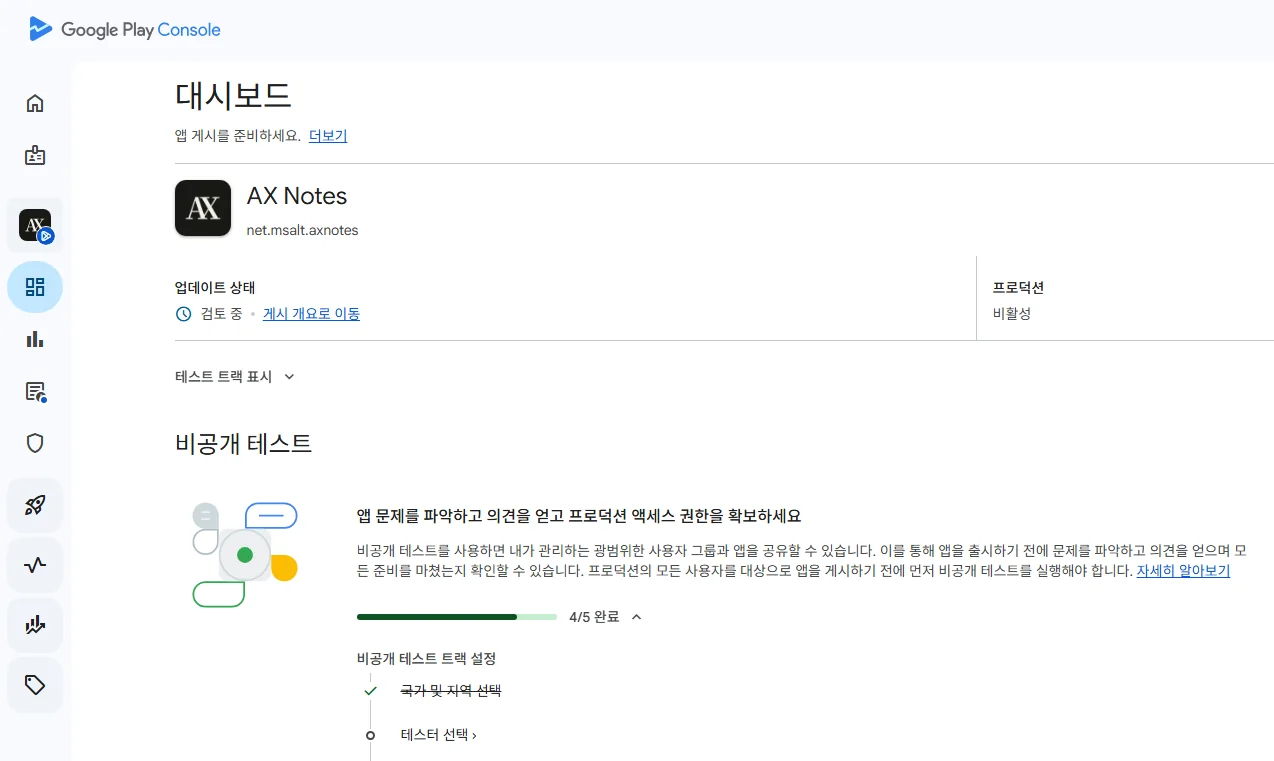 Google Play Console
대시보드
앱 게시를 준비하세요. 더보기
AX
AX Notes
net.msalt.axnotes
AX
업데이트 상태
프로덕션
검토 중 • 게시 개요로 이동
비활성
테스트 트랙 표시
비공개 테스트
앱 문제를 파악하고 의견을 얻고 프로덕션 액세스 권한을 확보하세요
비공개 테스트를 사용하면 내가 관리하는 광범위한 사용자 그룹과 앱을 공유할 수 있습니다. 이를 통해 앱을 출시하기 전에 문제를 파악하고 의견을 얻으며 모
든 준비를 마쳤는지 확인할 수 있습니다. 프로덕션의 모든 사용자를 대상으로 앱을 게시하기 전에 먼저 비공개 테스트를 실행해야 합니다. 자세히 알아보기
4/5 완료
비공개 테스트 트랙 설정
국가 및 지역 선택
테스터 선택 ›